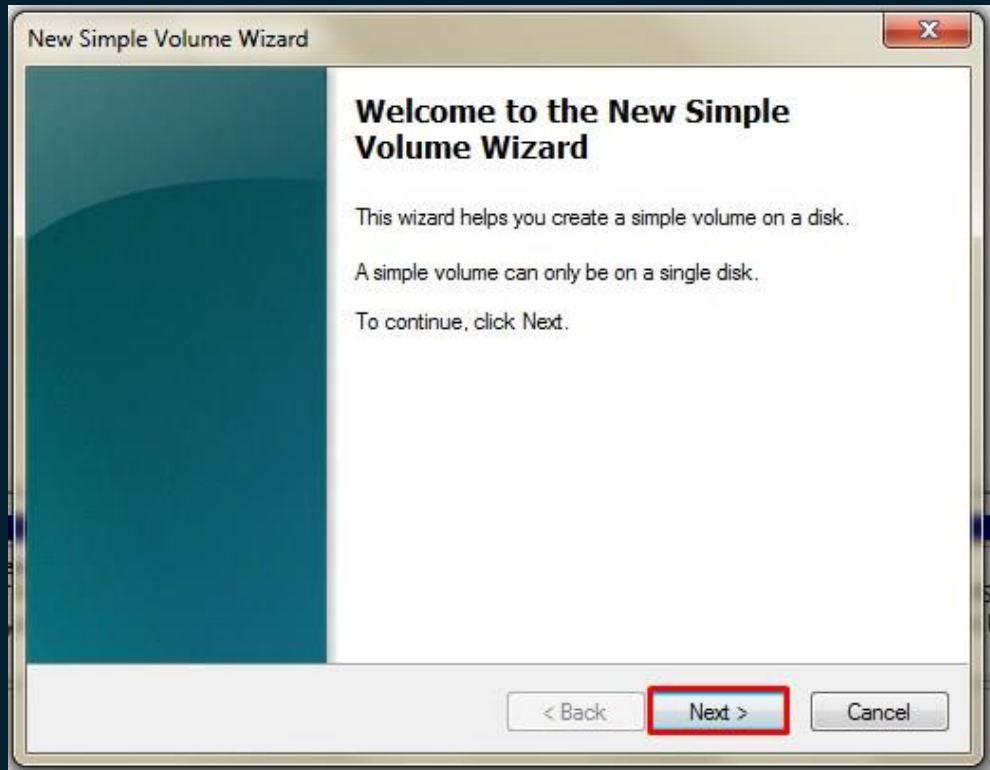 New Simple Volume Wizard
Welcome to the New Simple
Volume Wizard
This wizard helps you create a simple volume on a disk.
A simple volume can only be on a single disk.
To continue, click Next.
< Back
Next >
Cancel